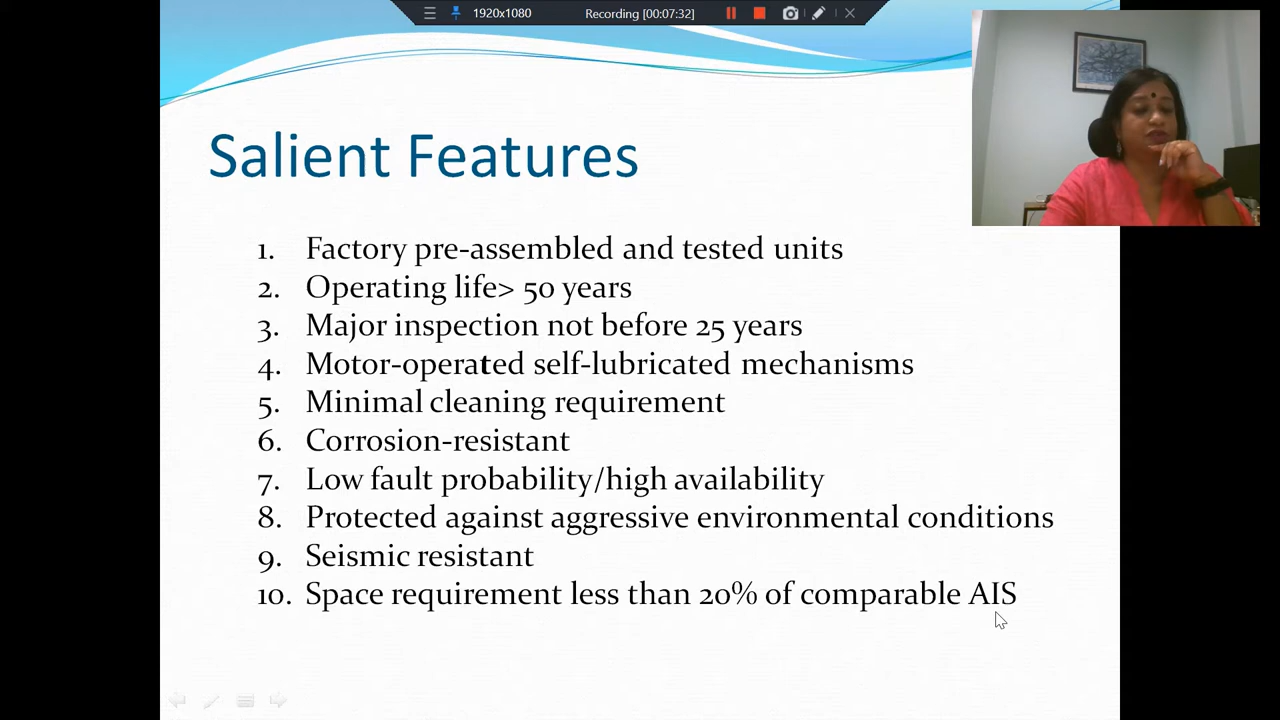 1920x1080 Recording [00:07:32]
Salient Features
1. Factory pre-assembled and tested units
2. Operating life> 50 years
3. Major inspection not before 25 years
4. Motor-operated self-lubricated mechanisms
5. Minimal cleaning requirement
6. Corrosion-resistant
7. Low fault probability/high availability
8. Protected against aggressive environmental conditions
9. Seismic resistant
10. Space requirement less than 20% of comparable AIS